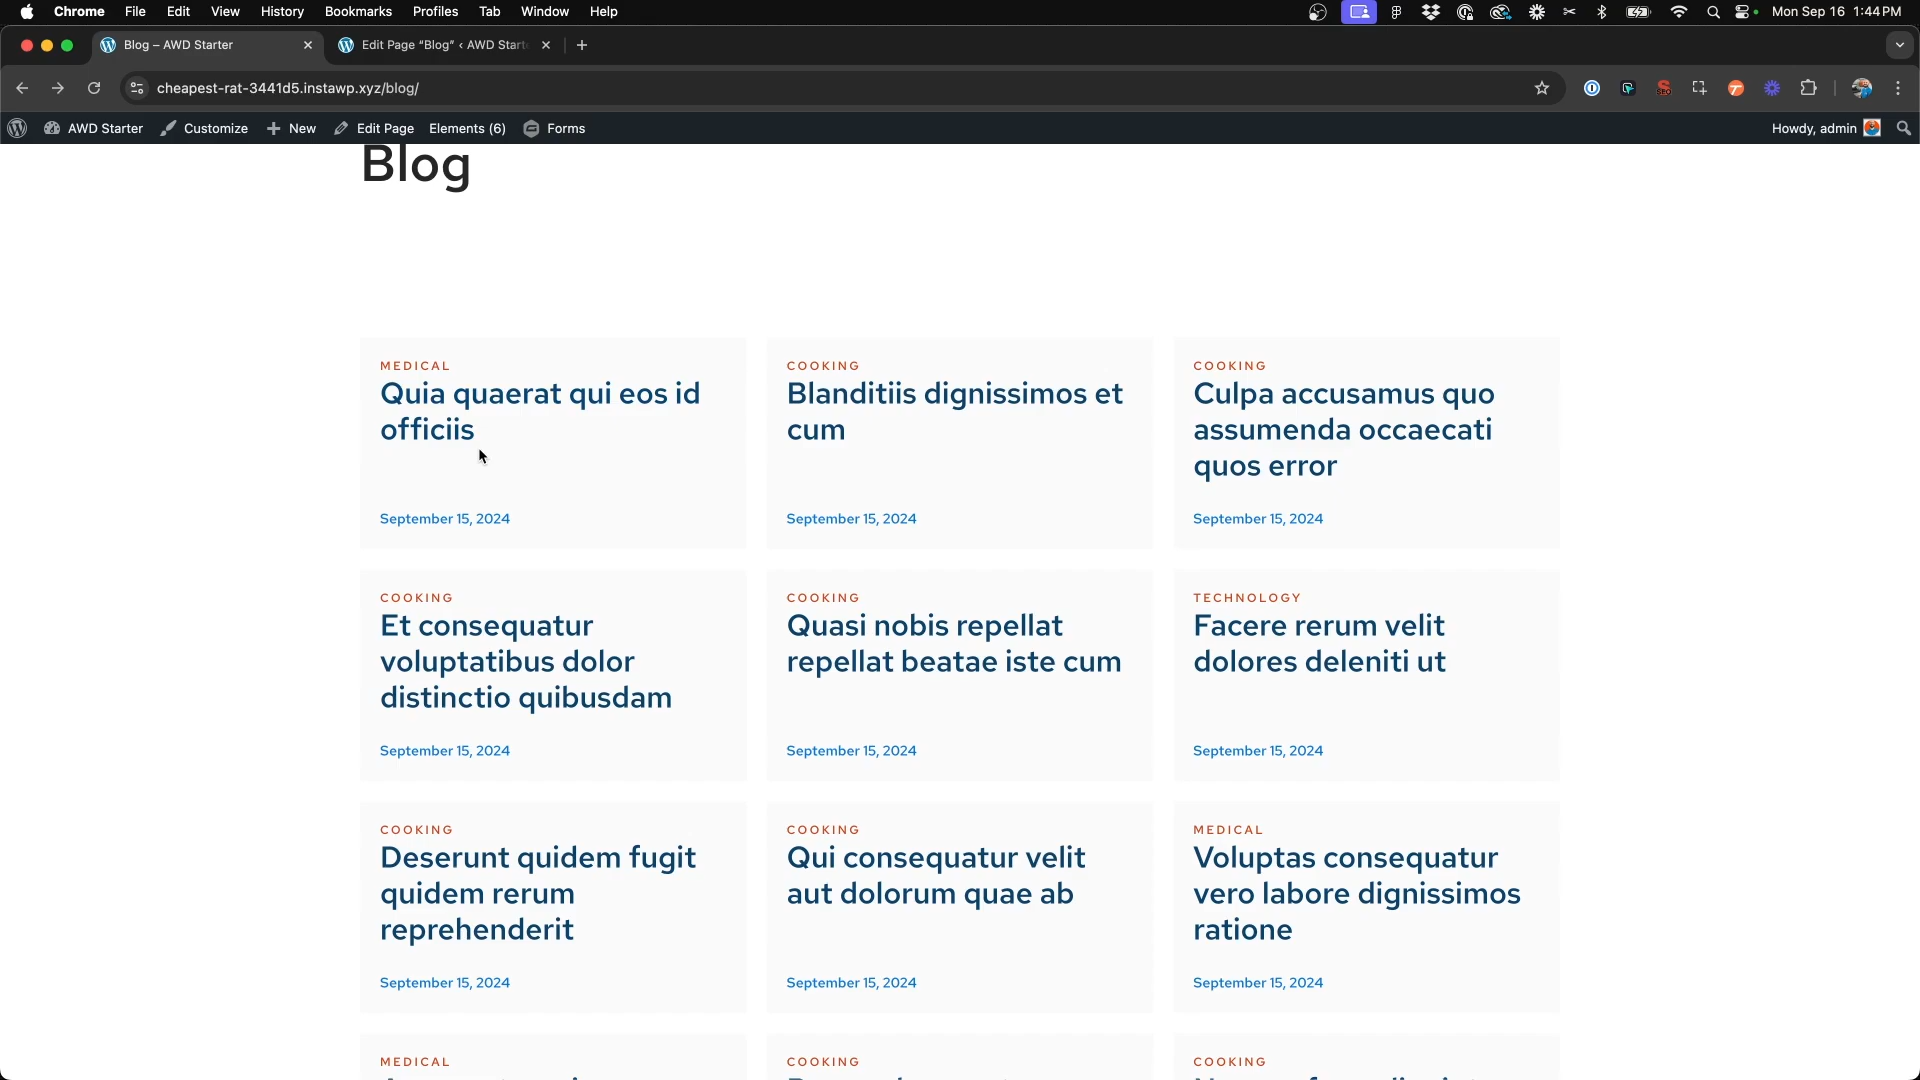 Chrome File Edit View History Bookmarks Profiles Tab Window Help Mon Sep 16 1:44 PM
Blog – AWD Starter Edit Page "Blog" ‹ AWD Start
cheapest-rat-3441d5.instawp.xyz/blog/
AWD Starter Customize New Edit Page Elements (6) Forms Howdy, admin
Blog
MEDICAL
Quia quaerat qui eos id
officiis
September 15, 2024
COOKING
Blanditiis dignissimos et
cum
September 15, 2024
COOKING
Culpa accusamus quo
assumenda occaecati
quos error
September 15, 2024
COOKING
Et consequatur
voluptatibus dolor
distinctio quibusdam
September 15, 2024
COOKING
Quasi nobis repellat
repellat beatae iste cum
September 15, 2024
TECHNOLOGY
Facere rerum velit
dolores deleniti ut
September 15, 2024
COOKING
Deserunt quidem fugit
quidem rerum
reprehenderit
September 15, 2024
COOKING
Qui consequatur velit
aut dolorum quae ab
September 15, 2024
MEDICAL
Voluptas consequatur
vero labore dignissimos
ratione
September 15, 2024
MEDICAL
COOKING
COOKING